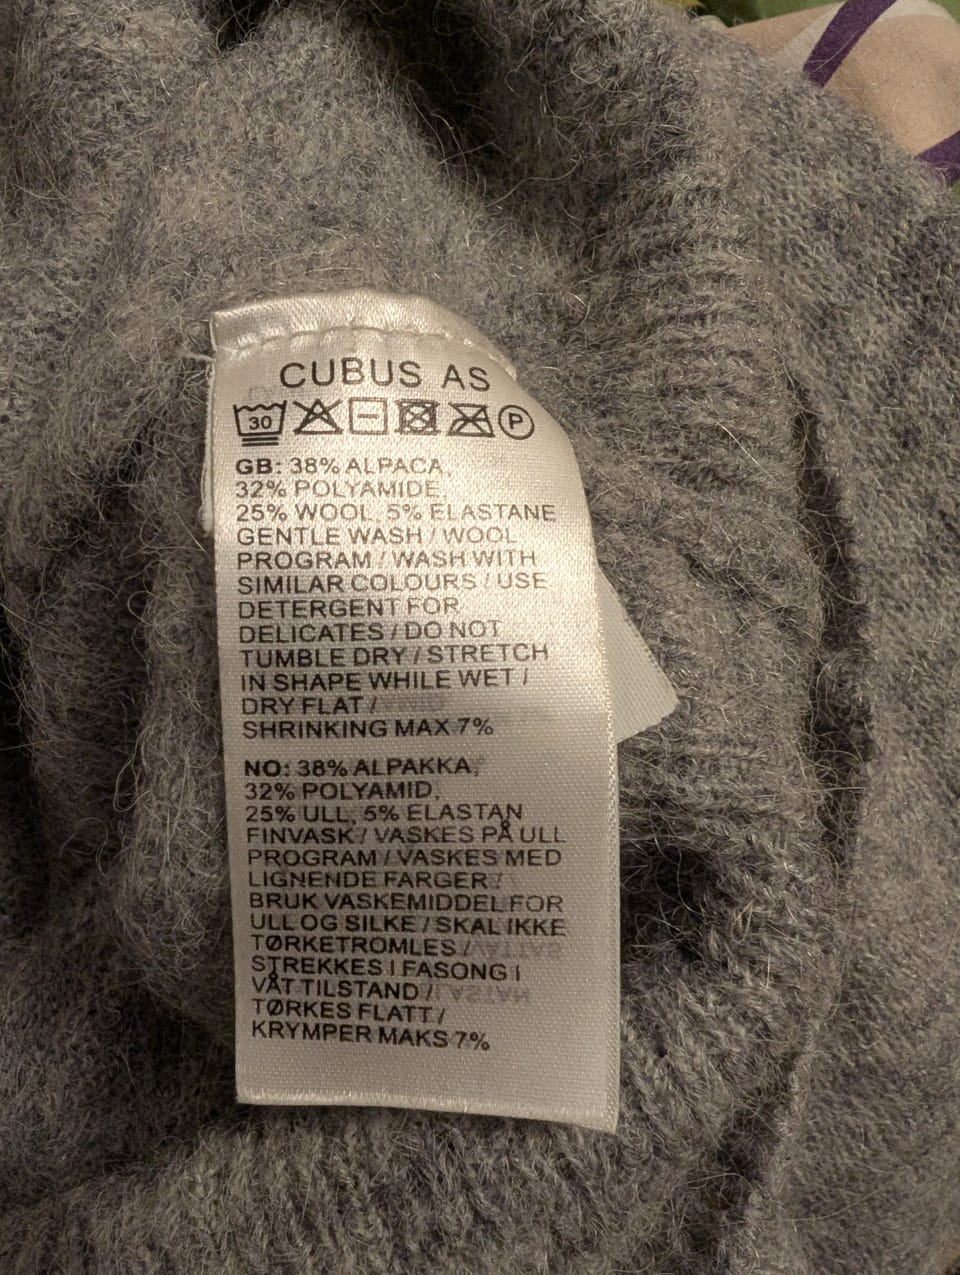 CUBUS AS
30 P
GB: 38% ALPACA,
32% POLYAMIDE,
25% WOOL, 5% ELASTANE
GENTLE WASH / WOOL
PROGRAM / WASH WITH
SIMILAR COLOURS / USE
DETERGENT FOR
DELICATES / DO NOT
TUMBLE DRY / STRETCH
IN SHAPE WHILE WET /
DRY FLAT /
SHRINKING MAX 7%
NO: 38% ALPAKKA,
32% POLYAMID,
25% ULL, 5% ELASTAN
FINVASK / VASKES PÅ ULL
PROGRAM / VASKES MED
LIGNENDE FARGER /
BRUK VASKEMIDDEL FOR
ULL OG SILKE / SKAL IKKE
TØRKETROMLES /
STREKKES I FASONG I
VÅT TILSTAND /
TØRKES FLATT /
KRYMPER MAKS 7%